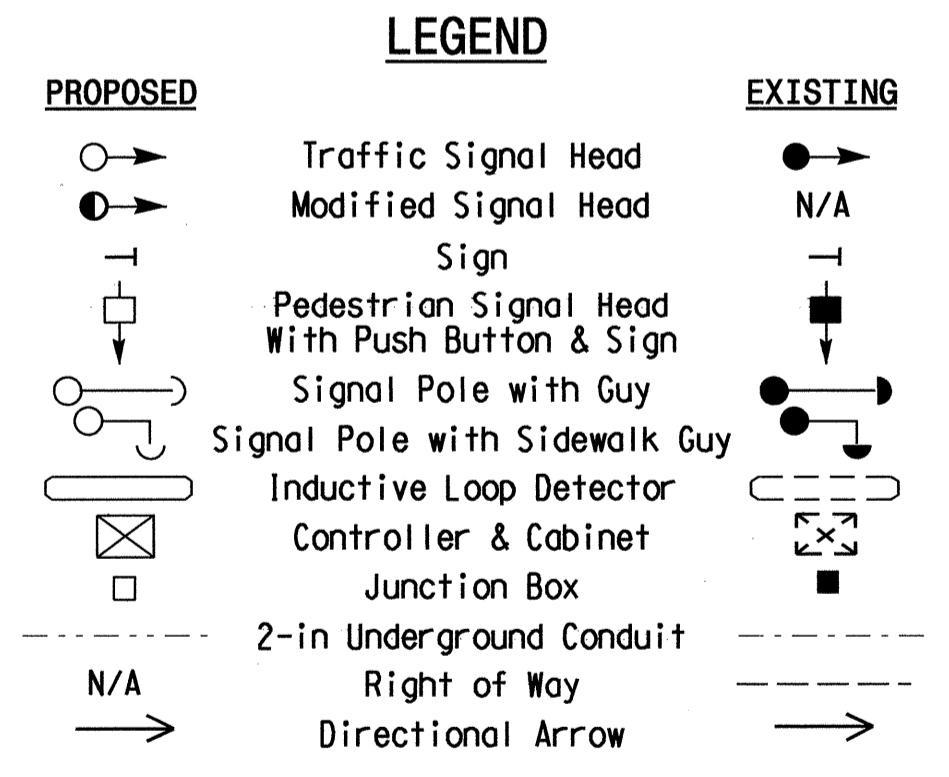 LEGEND
PROPOSED EXISTING
Traffic Signal Head
Modified Signal Head N/A
Sign
Pedestrian Signal Head
With Push Button & Sign
Signal Pole with Guy
Signal Pole with Sidewalk Guy
Inductive Loop Detector
Controller & Cabinet
Junction Box
2-in Underground Conduit
N/A Right of Way
Directional Arrow